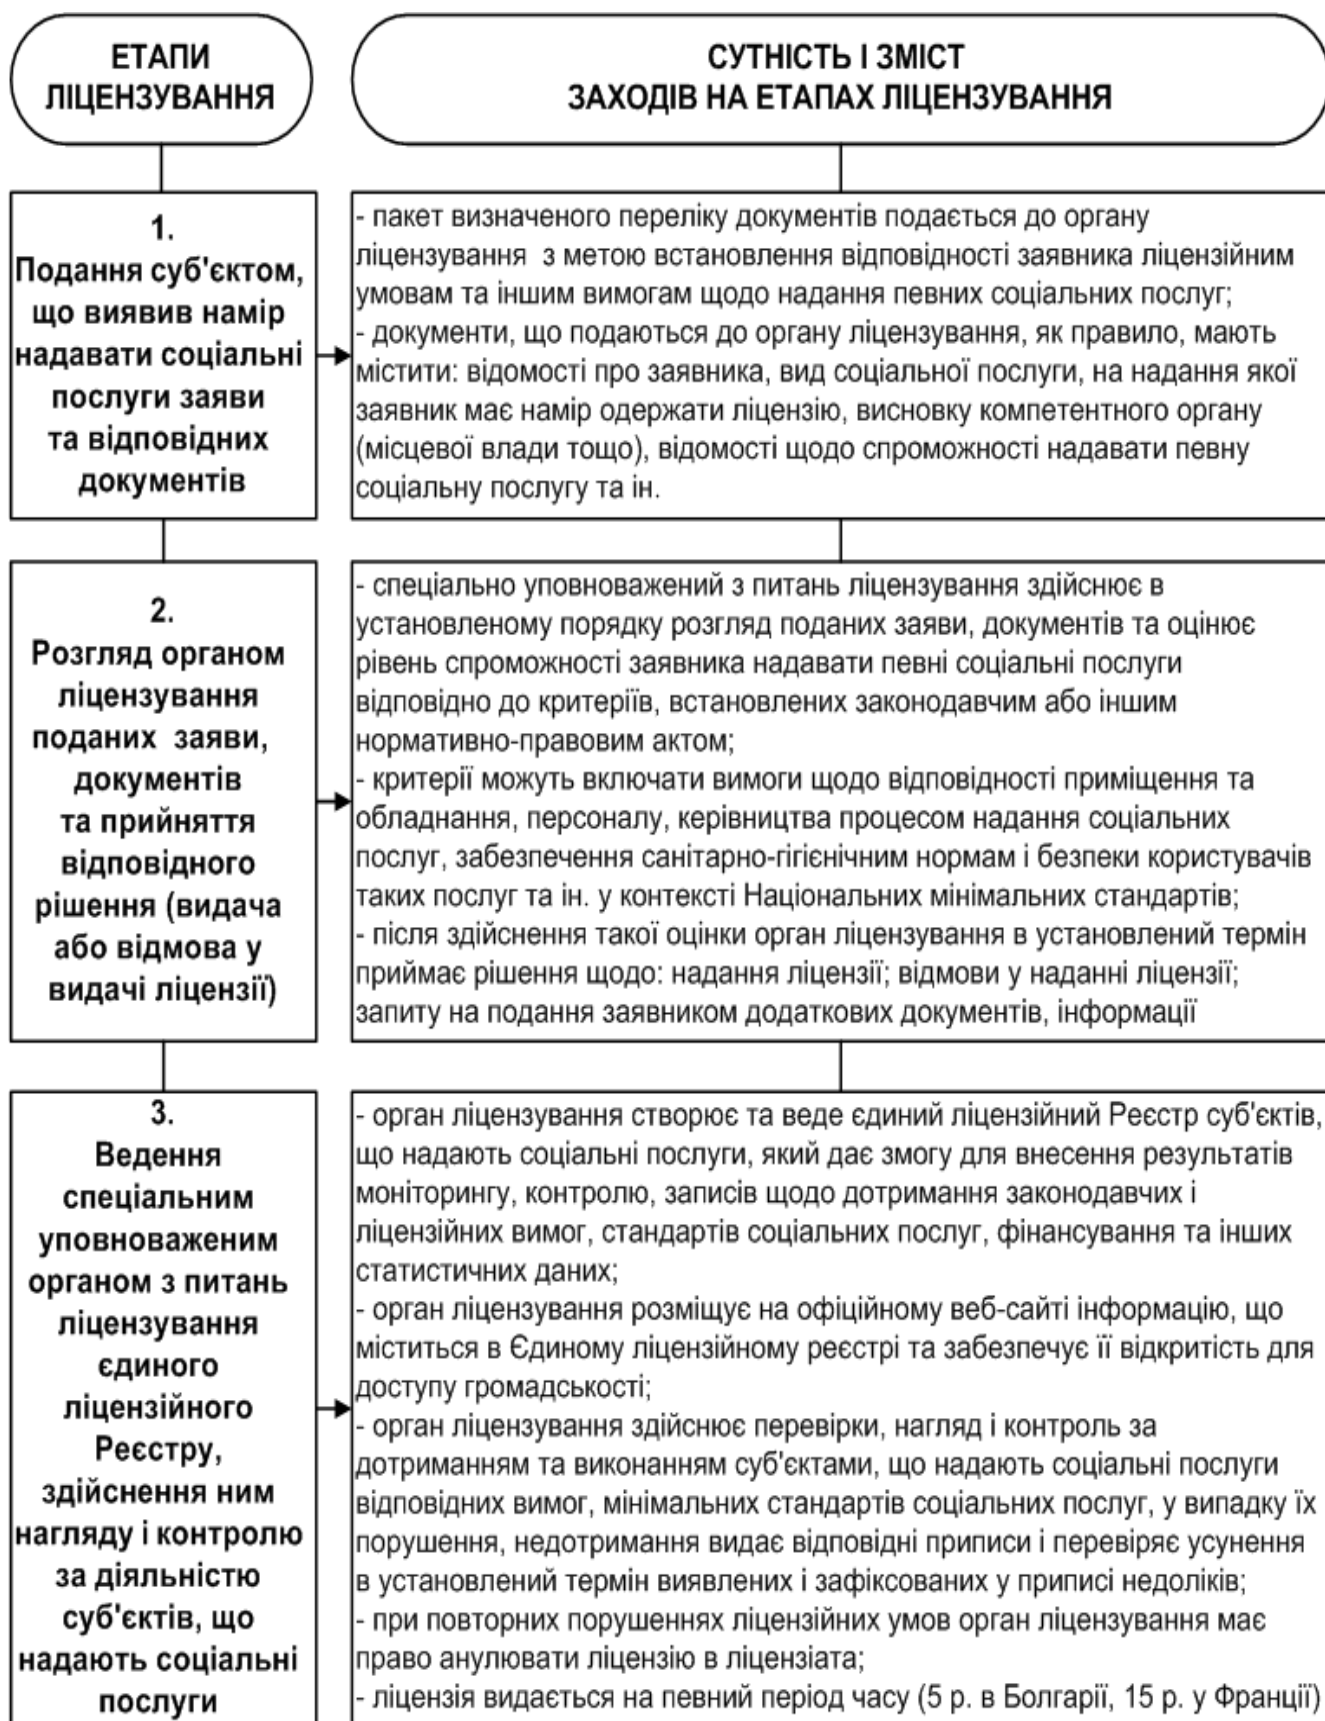 ЕТАПИ
ЛІЦЕНЗУВАННЯ
СУТНІСТЬ І ЗМІСТ
ЗАХОДІВ НА ЕТАПАХ ЛІЦЕНЗУВАННЯ
1.
Подання суб'єктом,
що виявив намір
надавати соціальні
послуги заяви
та відповідних
документів
- пакет визначеного переліку документів подається до органу
ліцензування з метою встановлення відповідності заявника ліцензійним
умовам та іншим вимогам щодо надання певних соціальних послуг;
- документи, що подаються до органу ліцензування, як правило, мають
містити: відомості про заявника, вид соціальної послуги, на надання якої
заявник має намір одержати ліцензію, висновку компетентного органу
(місцевої влади тощо), відомості щодо спроможності надавати певну
соціальну послугу та ін.
2.
Розгляд органом
ліцензування
поданих заяви,
документів
та прийняття
відповідного
рішення (видача
або відмова у
видачі ліцензії)
- спеціально уповноважений з питань ліцензування здійснює в
установленому порядку розгляд поданих заяви, документів та оцінює
рівень спроможності заявника надавати певні соціальні послуги
відповідно до критеріїв, встановлених законодавчим або іншим
нормативно-правовим актом;
- критерії можуть включати вимоги щодо відповідності приміщення та
обладнання, персоналу, керівництва процесом надання соціальних
послуг, забезпечення санітарно-гігієнічним нормам і безпеки користувачів
таких послуг та ін. у контексті Національних мінімальних стандартів;
- після здійснення такої оцінки орган ліцензування в установлений термін
приймає рішення щодо: надання ліцензії; відмови у наданні ліцензії;
запиту на подання заявником додаткових документів, інформації
3.
Ведення
спеціальним
уповноваженим
органом з питань
ліцензування
єдиного
ліцензійного
Реєстру,
здійснення ним
нагляду і контролю
за діяльністю
суб'єктів, що
надають соціальні
послуги
- орган ліцензування створює та веде єдиний ліцензійний Реєстр суб'єктів,
що надають соціальні послуги, який дає змогу для внесення результатів
моніторингу, контролю, записів щодо дотримання законодавчих і
ліцензійних вимог, стандартів соціальних послуг, фінансування та інших
статистичних даних;
- орган ліцензування розміщує на офіційному веб-сайті інформацію, що
міститься в Єдиному ліцензійному реєстрі та забезпечує її відкритість для
доступу громадськості;
- орган ліцензування здійснює перевірки, нагляд і контроль за
дотриманням та виконанням суб'єктами, що надають соціальні послуги
відповідних вимог, мінімальних стандартів соціальних послуг, у випадку їх
порушення, недотримання видає відповідні приписи і перевіряє усунення
в установлений термін виявлених і зафіксованих у приписі недоліків;
- при повторних порушеннях ліцензійних умов орган ліцензування має
право анулювати ліцензію в ліцензіата;
- ліцензія видається на певний період часу (5 р. в Болгарії, 15 р. у Франції)